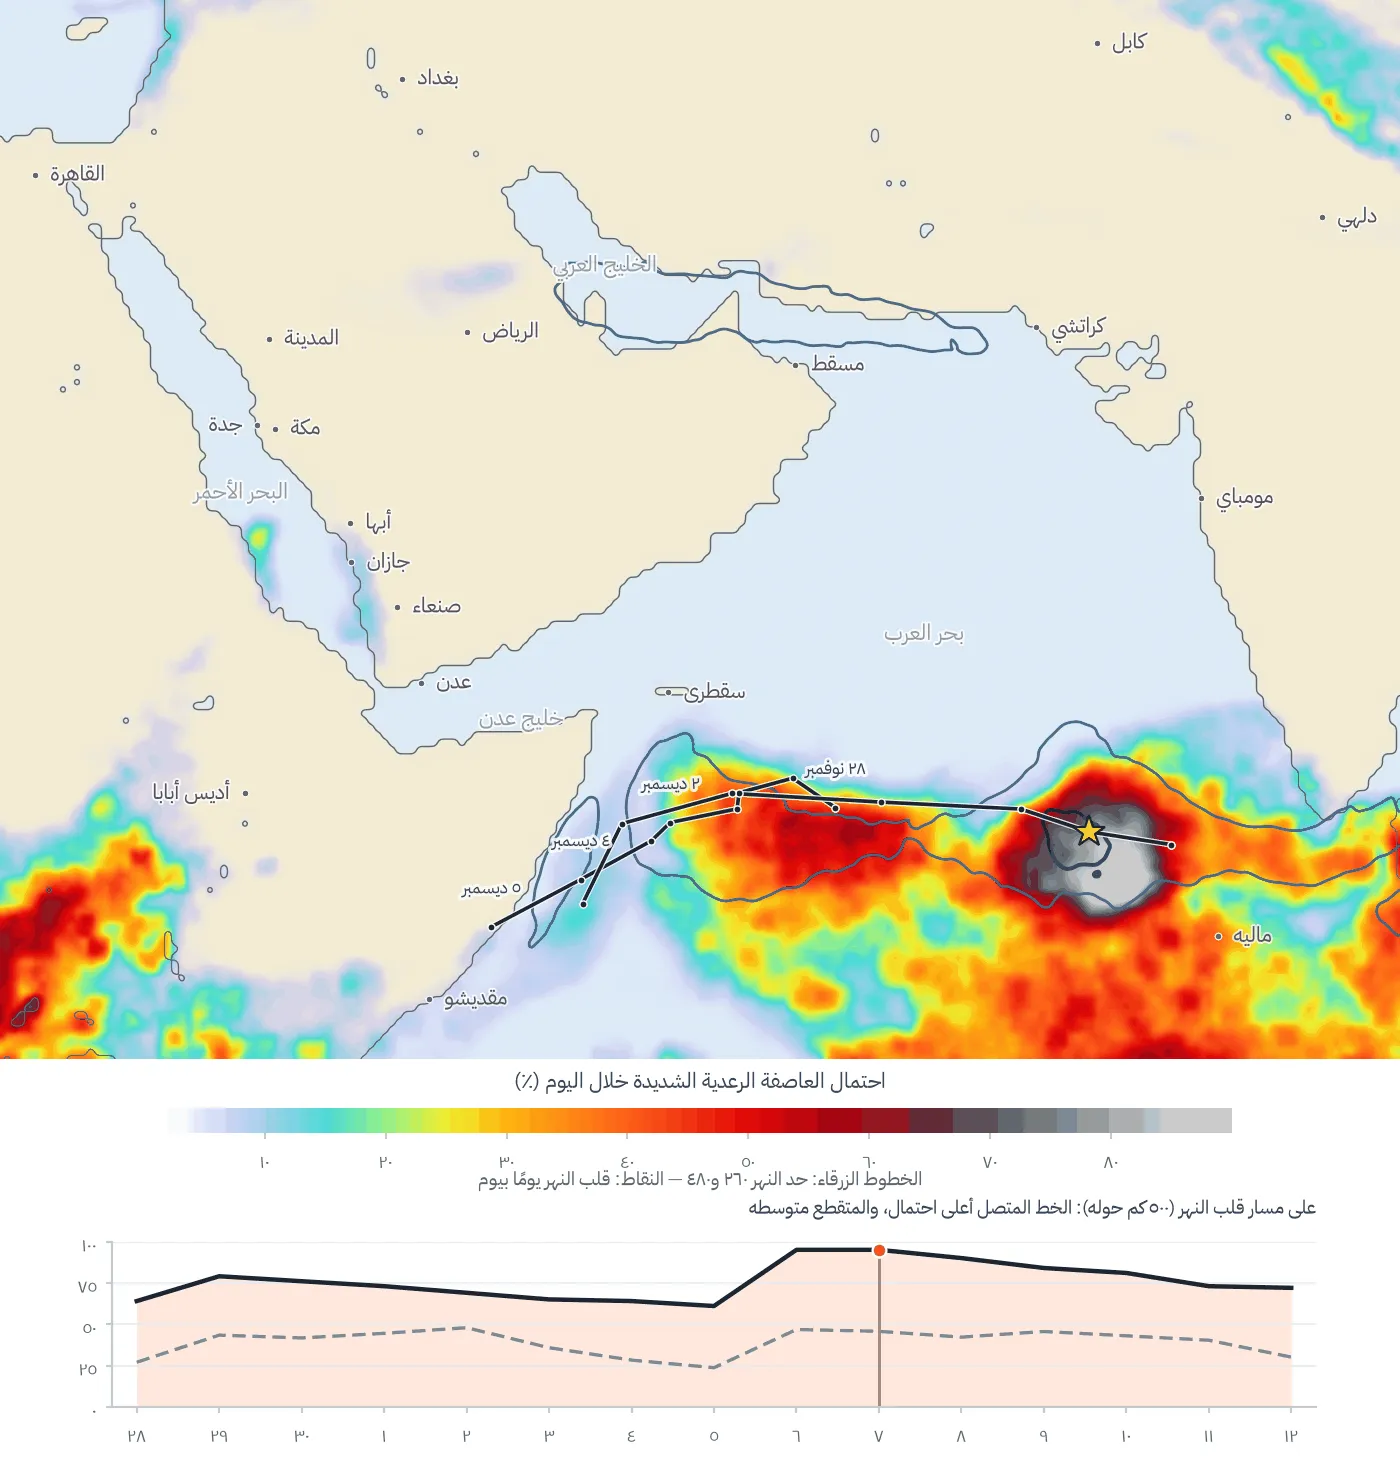 كابل
بغداد
القاهرة
دلهي
الخليج العربي
كراتشي
الرياض
المدينة
مسقط
جدة
مكة
البحر الأحمر
مومباي
أبها
جازان
صنعاء
بحر العرب
عدن
سقطرى
خليج عدن
٢٨ نوفمبر
٢ ديسمبر
أديس أبابا
٤ ديسمبر
٥ ديسمبر
ماليه
مقديشو
احتمال العاصفة الرعدية الشديدة خلال اليوم (٪)
١٠ ٢٠ ٣٠ ٤٠ ٥٠ ٦٠ ٧٠ ٨٠
الخطوط الزرقاء: حد النهر ٢٦٠ و٤٨٠ — النقاط: قلب النهر يومًا بيوم
على مسار قلب النهر (٥٠٠ كم حوله): الخط المتصل أعلى احتمال، والمتقطع متوسطه
١٠٠
٧٥
٥٠
٢٥
٠
٢٨ ٢٩ ٣٠ ١ ٢ ٣ ٤ ٥ ٦ ٧ ٨ ٩ ١٠ ١١ ١٢